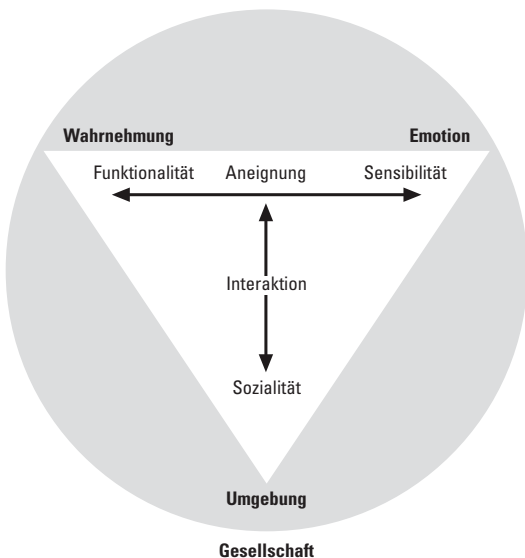 Wahrnehmung Emotion
Funktionalität Aneignung Sensibilität
Interaktion
Sozialität
Umgebung
Gesellschaft